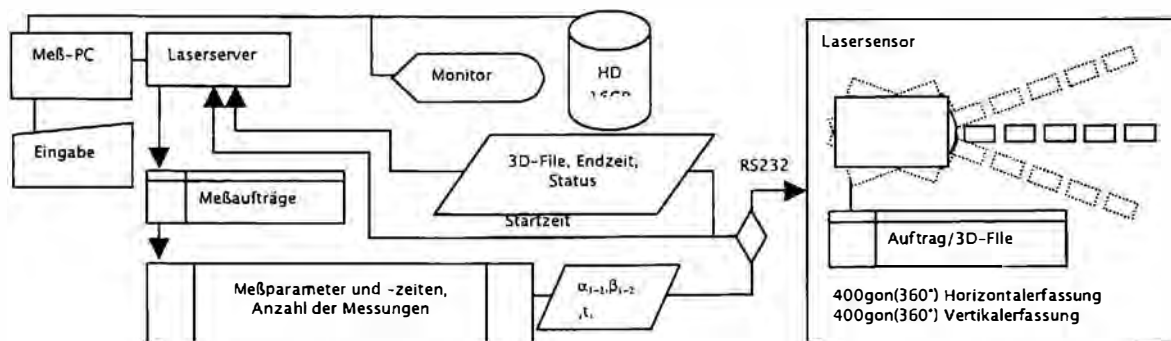 Meß-PC
Laserserver
Monitor
HD
Lasersensor
Eingabe
3D-File, Endzeit,
Status
RS232
Meßaufträge
Startzeit
Auftrag/3D-File
Meßparameter und -zeiten,
Anzahl der Messungen
400gon(360°) Horizontalerfassung
400gon(360°) Vertikalerfassung